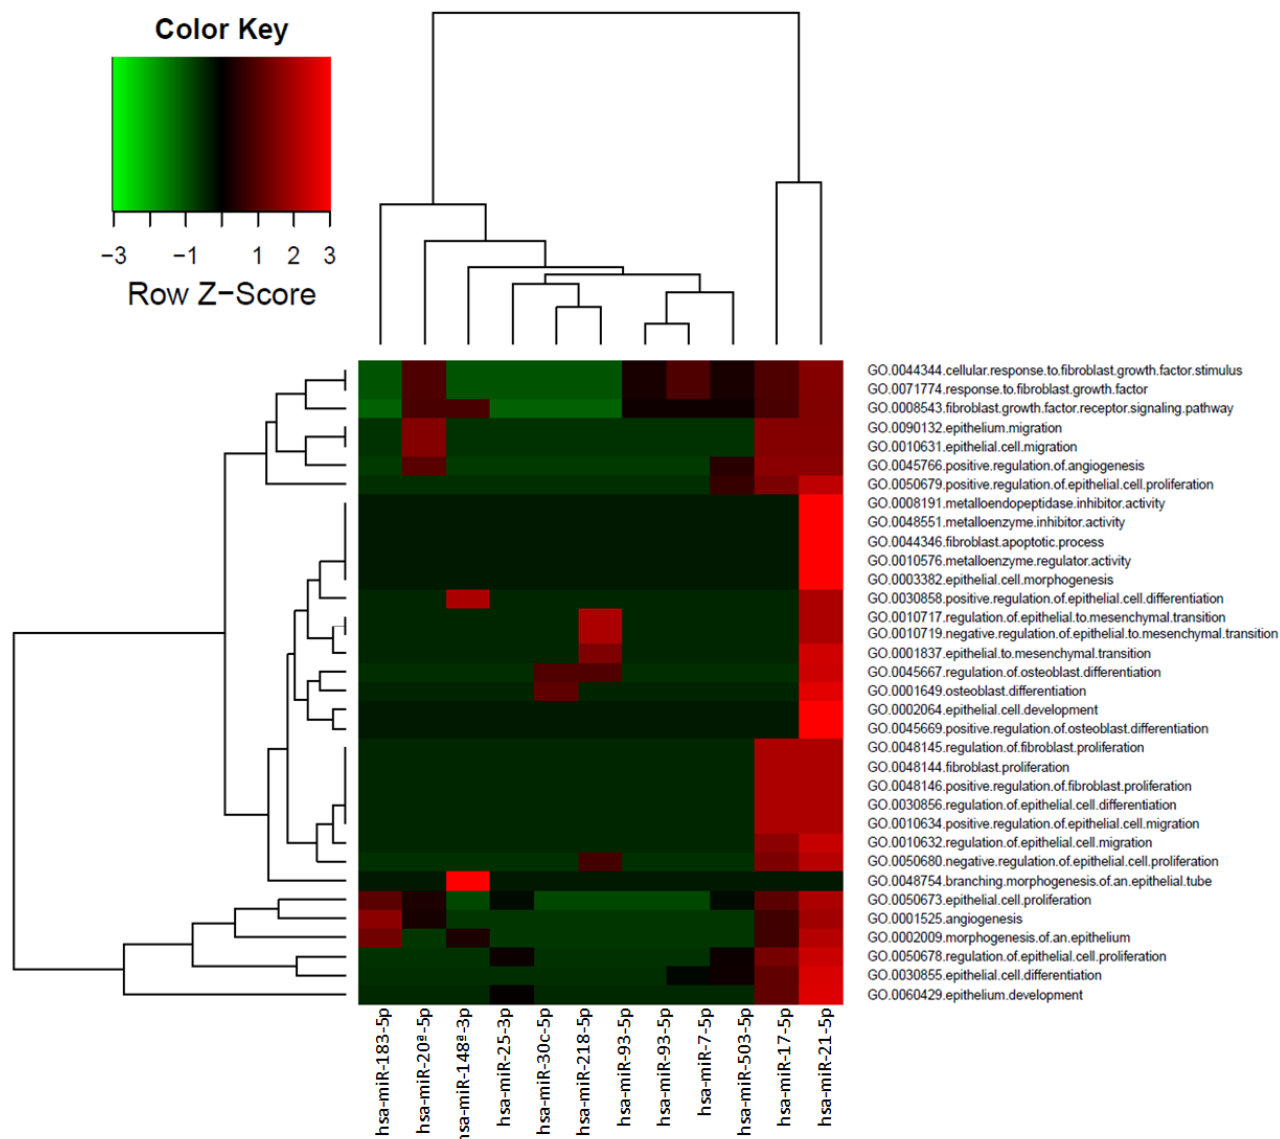 Color Key
−3 −1 1 2 3
Row Z−Score
GO.0044344.cellular.response.to.fibroblast.growth.factor.stimulus
GO.0071774.response.to.fibroblast.growth.factor
GO.0008543.fibroblast.growth.factor.receptor.signaling.pathway
GO.0090132.epithelium.migration
GO.0010631.epithelial.cell.migration
GO.0045766.positive.regulation.of.angiogenesis
GO.0050679.positive.regulation.of.epithelial.cell.proliferation
GO.0008191.metalloendopeptidase.inhibitor.activity
GO.0048551.metalloenzyme.inhibitor.activity
GO.0044346.fibroblast.apoptotic.process
GO.0010576.metalloenzyme.regulator.activity
GO.0003382.epithelial.cell.morphogenesis
GO.0030858.positive.regulation.of.epithelial.cell.differentiation
GO.0010717.regulation.of.epithelial.to.mesenchymal.transition
GO.0010719.negative.regulation.of.epithelial.to.mesenchymal.transition
GO.0001837.epithelial.to.mesenchymal.transition
GO.0045667.regulation.of.osteoblast.differentiation
GO.0001649.osteoblast.differentiation
GO.0002064.epithelial.cell.development
GO.0045669.positive.regulation.of.osteoblast.differentiation
GO.0048145.regulation.of.fibroblast.proliferation
GO.0048144.fibroblast.proliferation
GO.0048146.positive.regulation.of.fibroblast.proliferation
GO.0030856.regulation.of.epithelial.cell.differentiation
GO.0010634.positive.regulation.of.epithelial.cell.migration
GO.0010632.regulation.of.epithelial.cell.migration
GO.0050680.negative.regulation.of.epithelial.cell.proliferation
GO.0048754.branching.morphogenesis.of.an.epithelial.tube
GO.0050673.epithelial.cell.proliferation
GO.0001525.angiogenesis
GO.0002009.morphogenesis.of.an.epithelium
GO.0050678.regulation.of.epithelial.cell.proliferation
GO.0030855.epithelial.cell.differentiation
GO.0060429.epithelium.development
hsa-miR-183-5p
hsa-miR-20ª-5p
hsa-miR-148ª-3p
hsa-miR-25-3p
hsa-miR-30c-5p
hsa-miR-218-5p
hsa-miR-93-5p
hsa-miR-93-5p
hsa-miR-7-5p
hsa-miR-503-5p
hsa-miR-17-5p
hsa-miR-21-5p